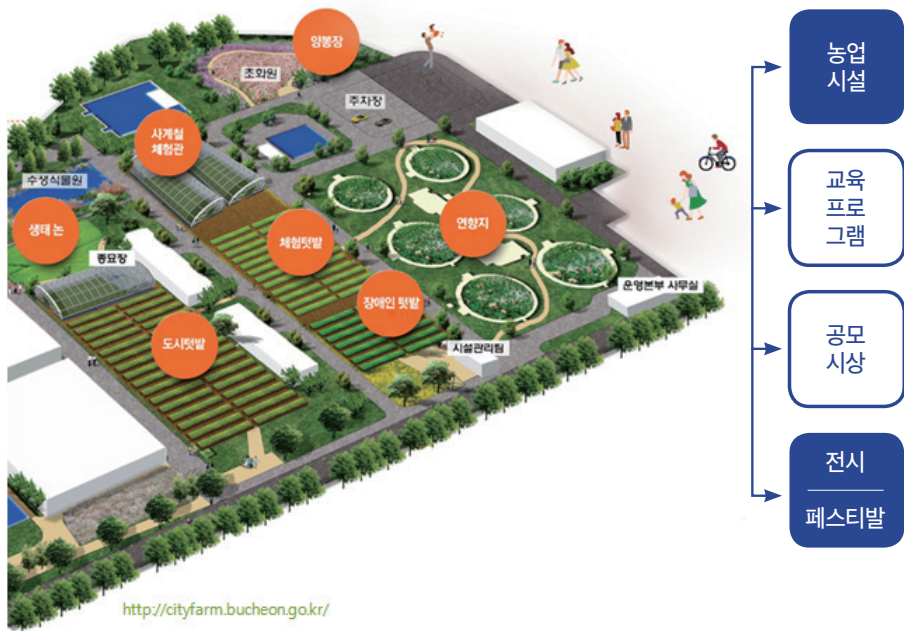 양봉장
초화원
주차장
사계절
체험관
수생식물원
생태 논
종묘장
체험텃밭
연향지
장애인 텃밭
도시텃밭
운영본부 사무실
시설관리팀
http://cityfarm.bucheon.go.kr/
농업
시설
교육
프로
그램
공모
시상
전시
페스티발